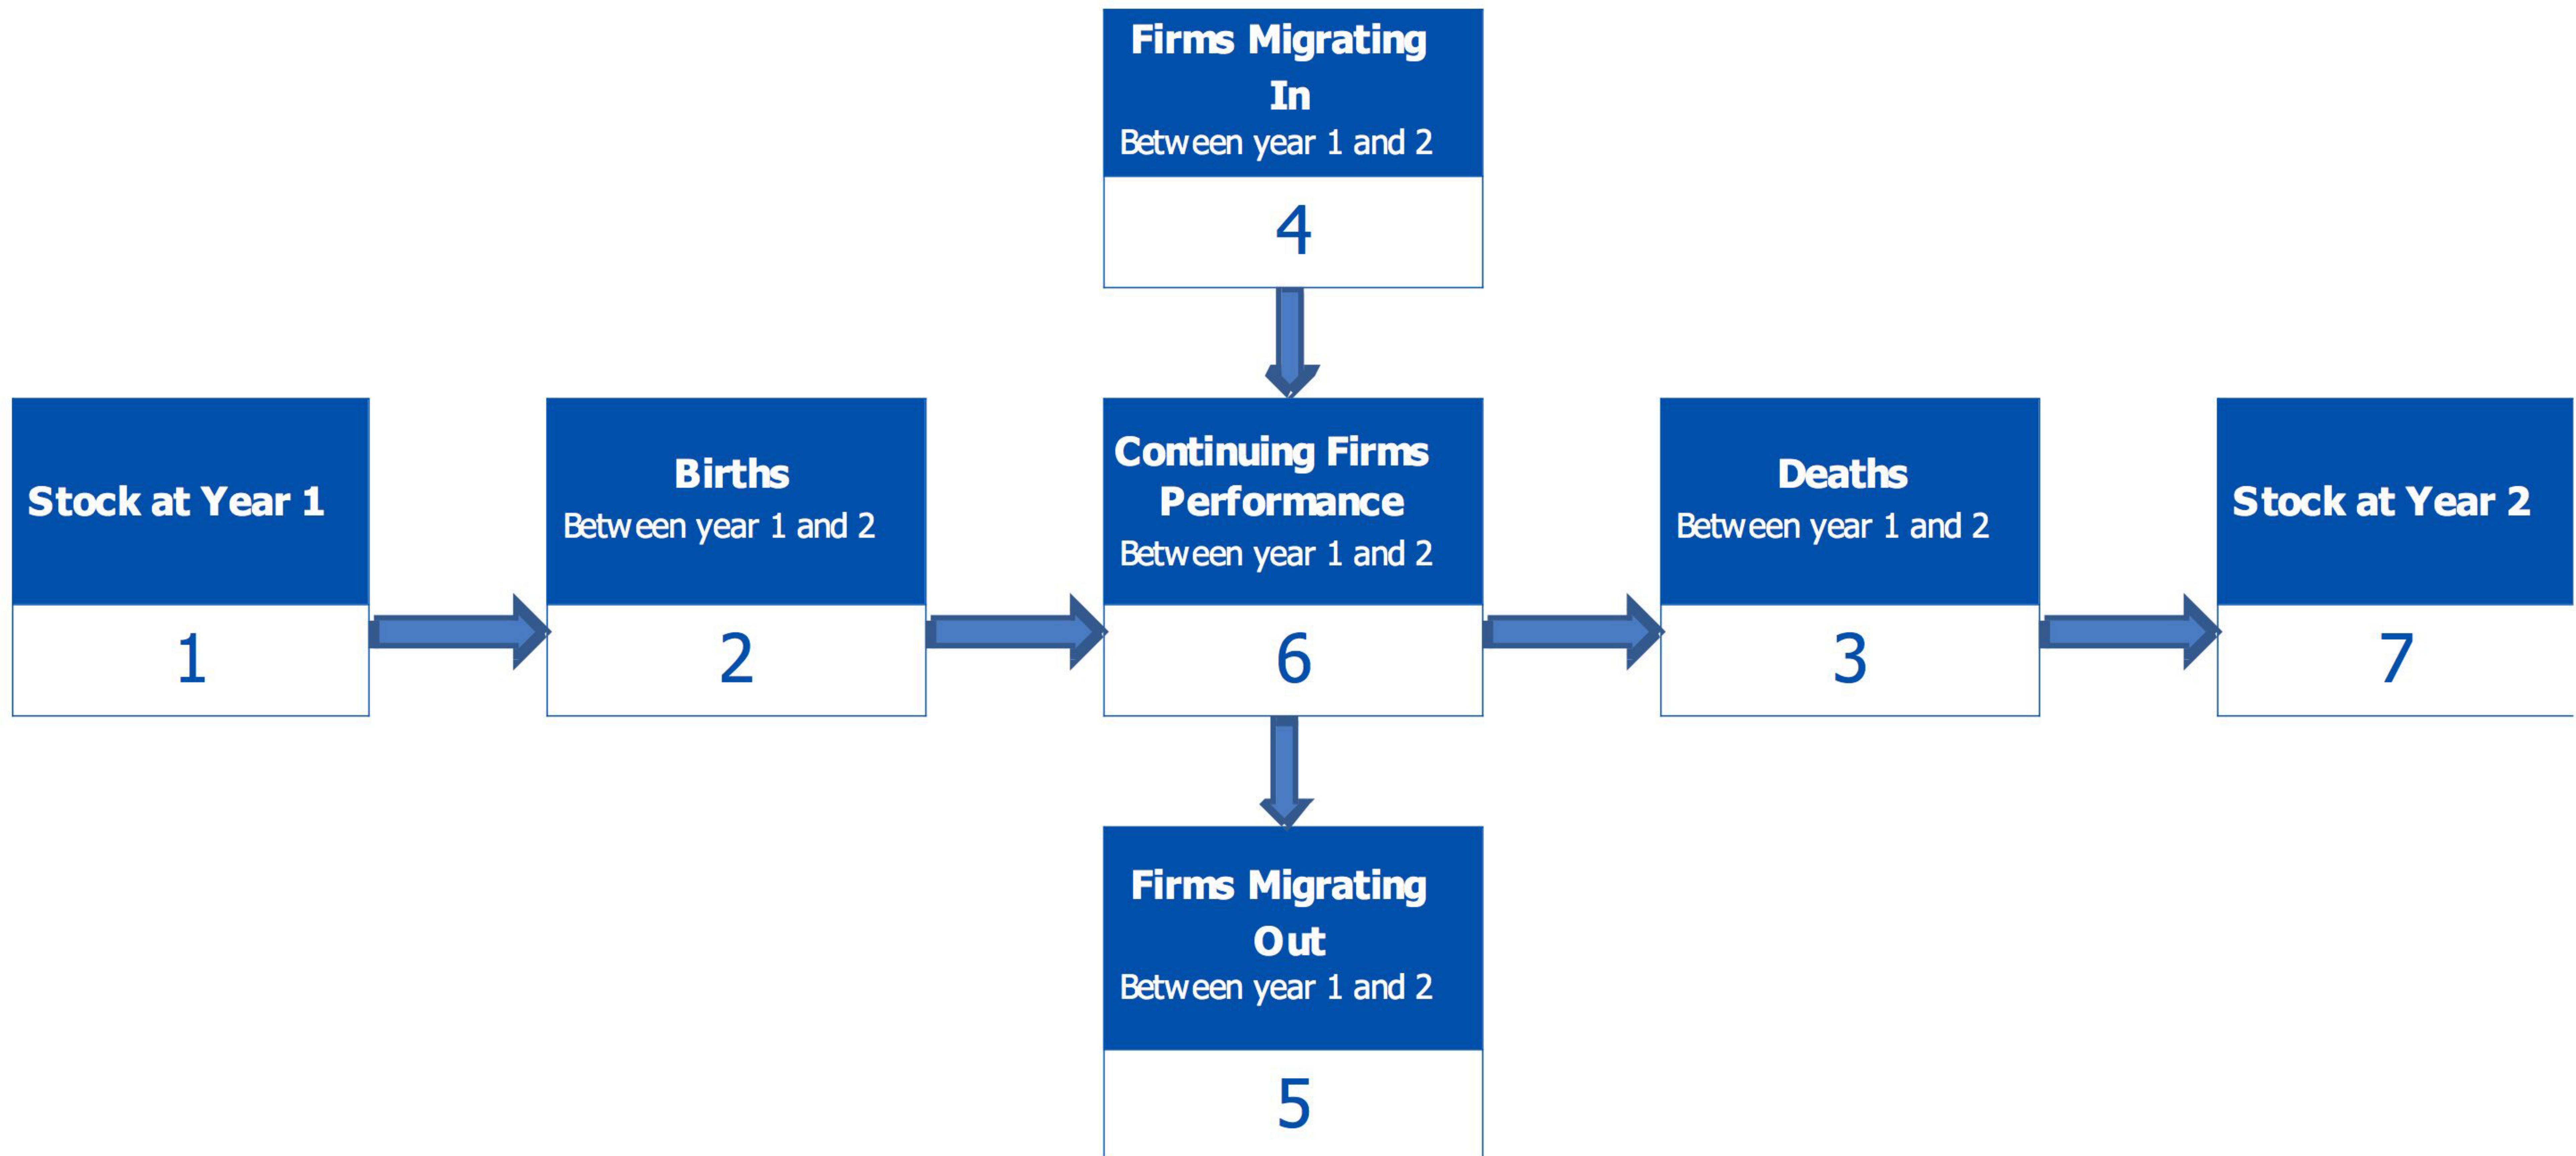 Firms Migrating
In
Between year 1 and 2
4
Stock at Year 1
1
Births
Between year 1 and 2
2
Continuing Firms
Performance
Between year 1 and 2
6
Deaths
Between year 1 and 2
3
Stock at Year 2
7
Firms Migrating
Out
Between year 1 and 2
5